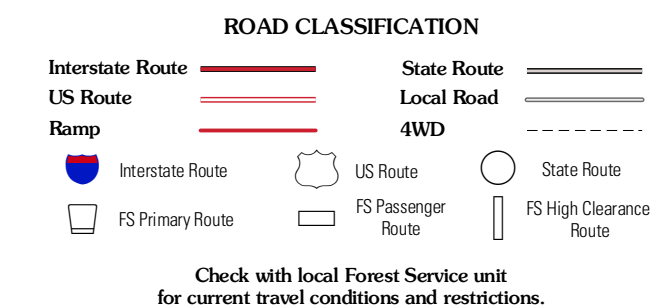 ROAD CLASSIFICATION
Interstate Route
State Route
US Route
Local Road
Ramp
4WD
Interstate Route
US Route
State Route
FS Primary Route
FS Passenger
Route
FS High Clearance
Route
Check with local Forest Service unit
for current travel conditions and restrictions.